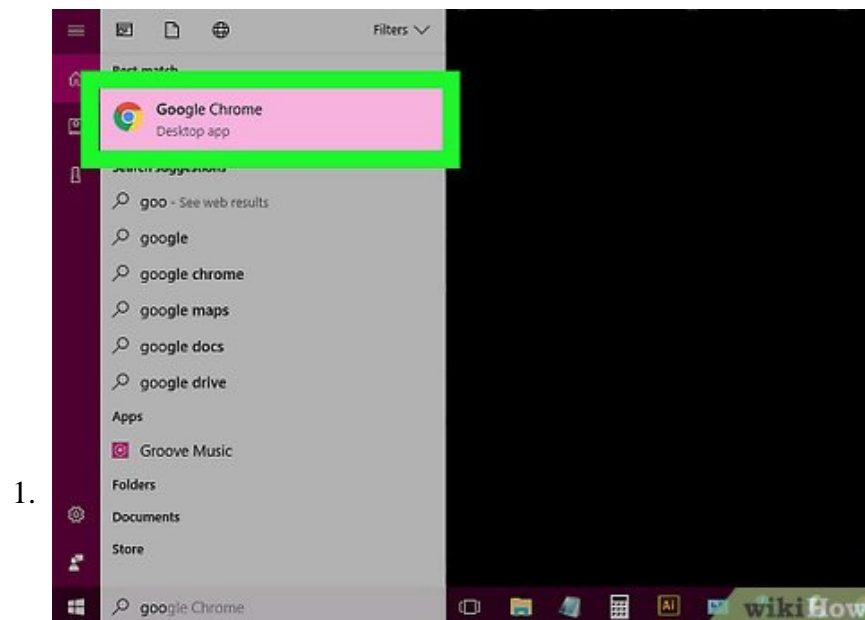 Filters
Best match
Google Chrome
Desktop app
Search suggestions
goo - See web results
google
google chrome
google maps
google docs
google drive
Apps
Groove Music
Folders
1.
Documents
Store
google Chrome
Ai
wikiHow